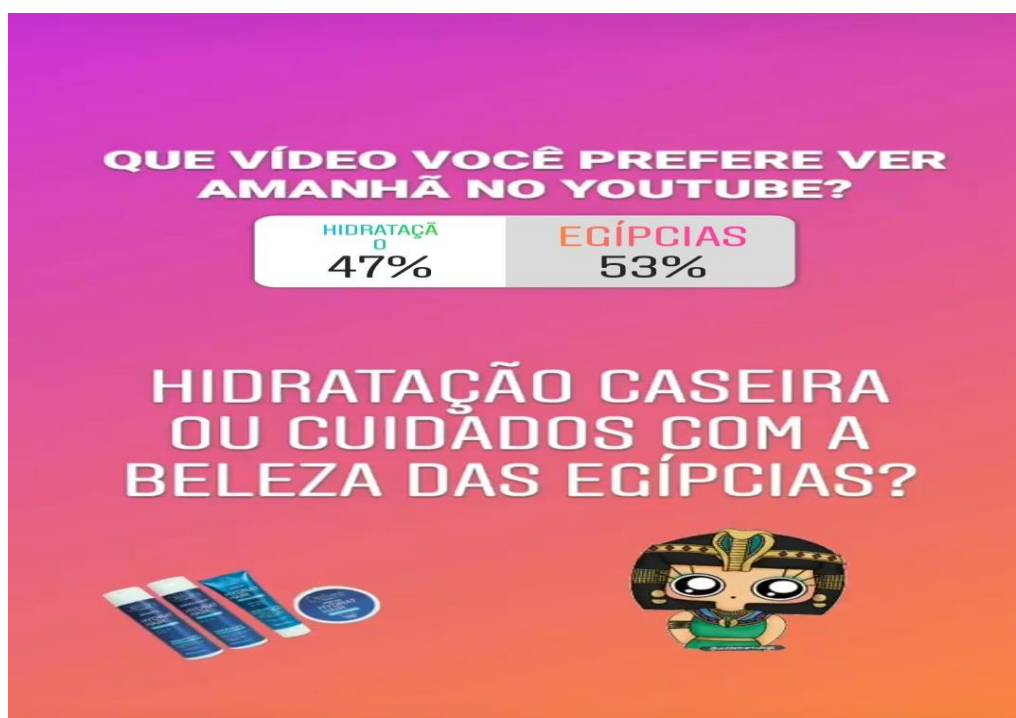 QUE VÍDEO VOCÊ PREFERE VER
AMANHÃ NO YOUTUBE?
HIDRATAÇÃ
O
47%
EGÍPCIAS
53%
HIDRATAÇÃO CASEIRA
OU CUIDADOS COM A
BELEZA DAS EGÍPCIAS?